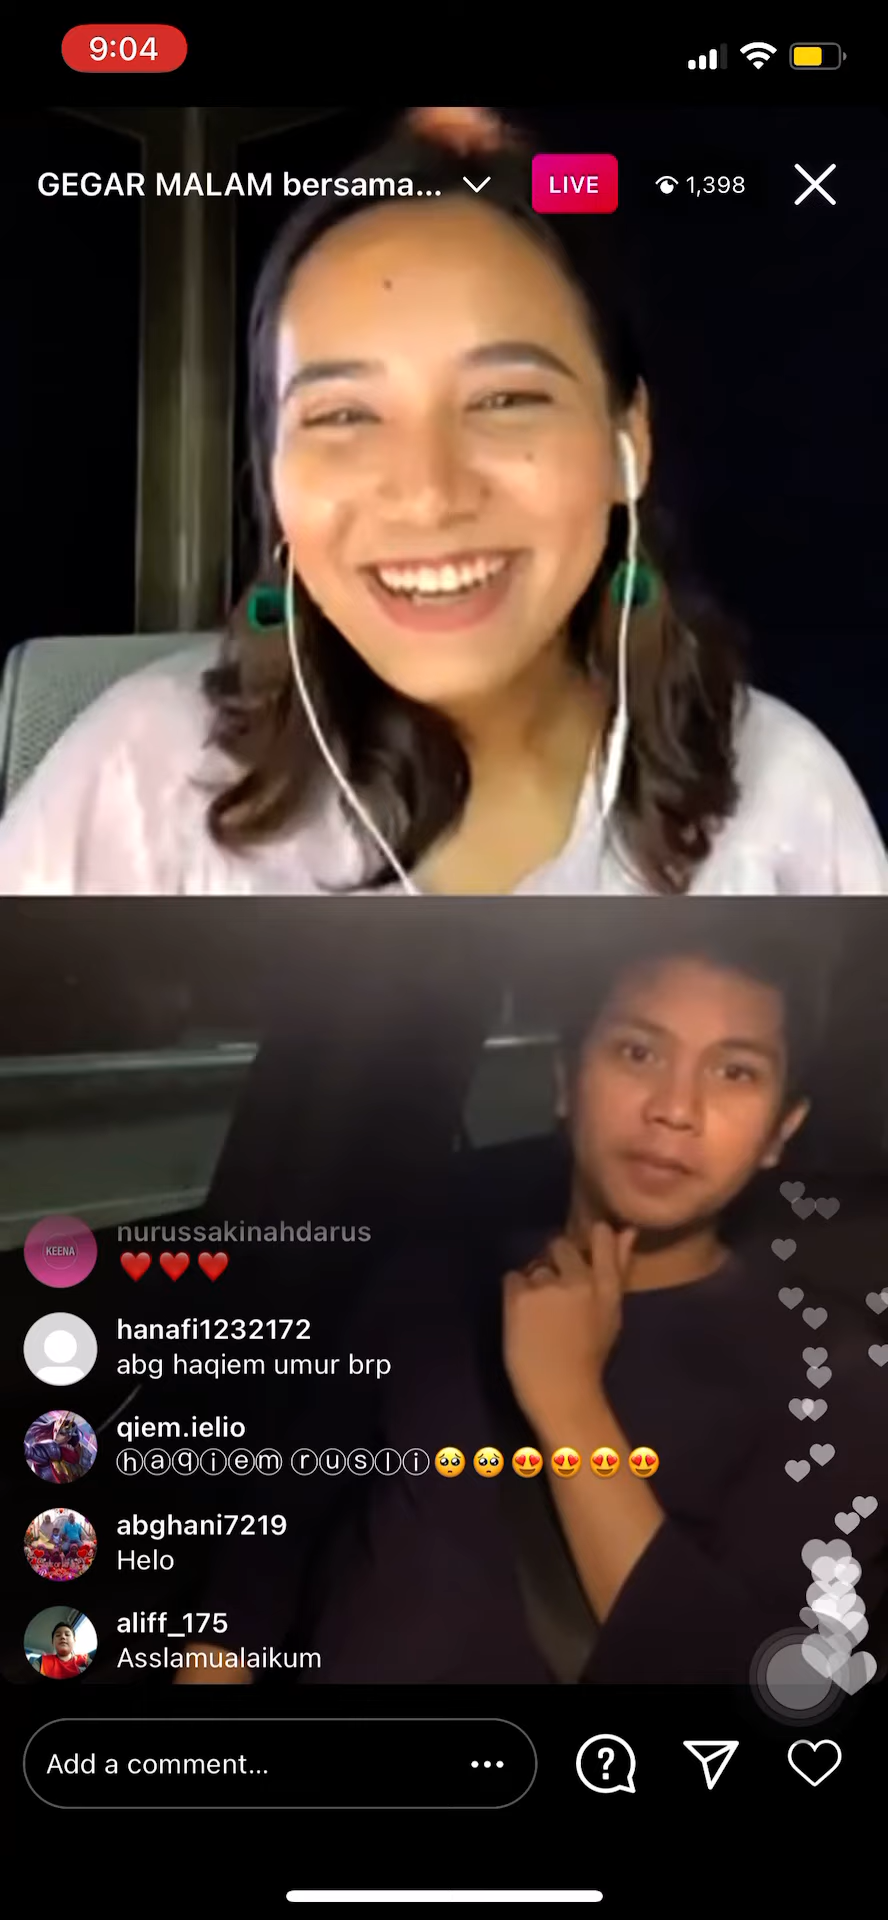 9:04
GEGAR MALAM bersama...
LIVE
1,398
nurussakinahdarus
KEENA
❤️❤️❤️
hanafi1232172
abg haqiem umur brp
qiem.ielio
ⓗⓐⓠⓘⓔⓜ ⓡⓤⓢⓛⓘ🥺🥺😍😍😍😍
abghani7219
Helo
aliff_175
Asslamualaikum
Add a comment...